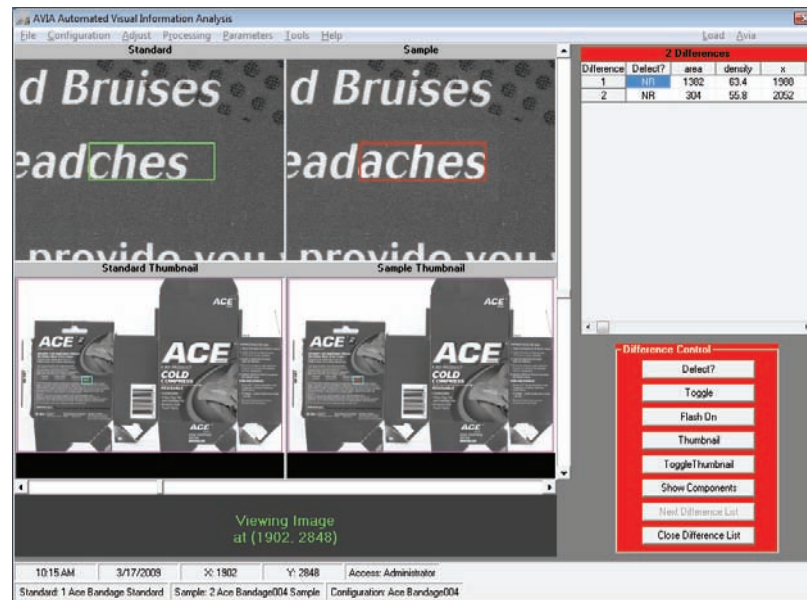 AVIA Automated Visual Information Analysis
File Configuration Adjust Processing Parameters Tools Help Load Avia
Standard
Sample
d Bruises
eadches
provide you
d Bruises
eadaches
provide you
2 Differences
Difference Defect? area density x
1 NR 1382 63.4 1988
2 NR 304 55.8 2052
Standard Thumbnail
Sample Thumbnail
ACE
ACE
ACE
COLD
COMPRESS
REUSABLE
ACE
ACE
ACE
ACE
COLD
COMPRESS
REUSABLE
ACE
Difference Control
Defect?
Toggle
Flash On
Thumbnail
ToggleThumbnail
Show Components
Next Difference List
Close Difference List
Viewing Image
at (1902, 2848)
10:15 AM 3/17/2009 X: 1902 Y: 2848 Access: Administrator
Standard: 1 Ace Bandage Standard Sample: 2 Ace Bandage004 Sample Configuration: Ace Bandage004